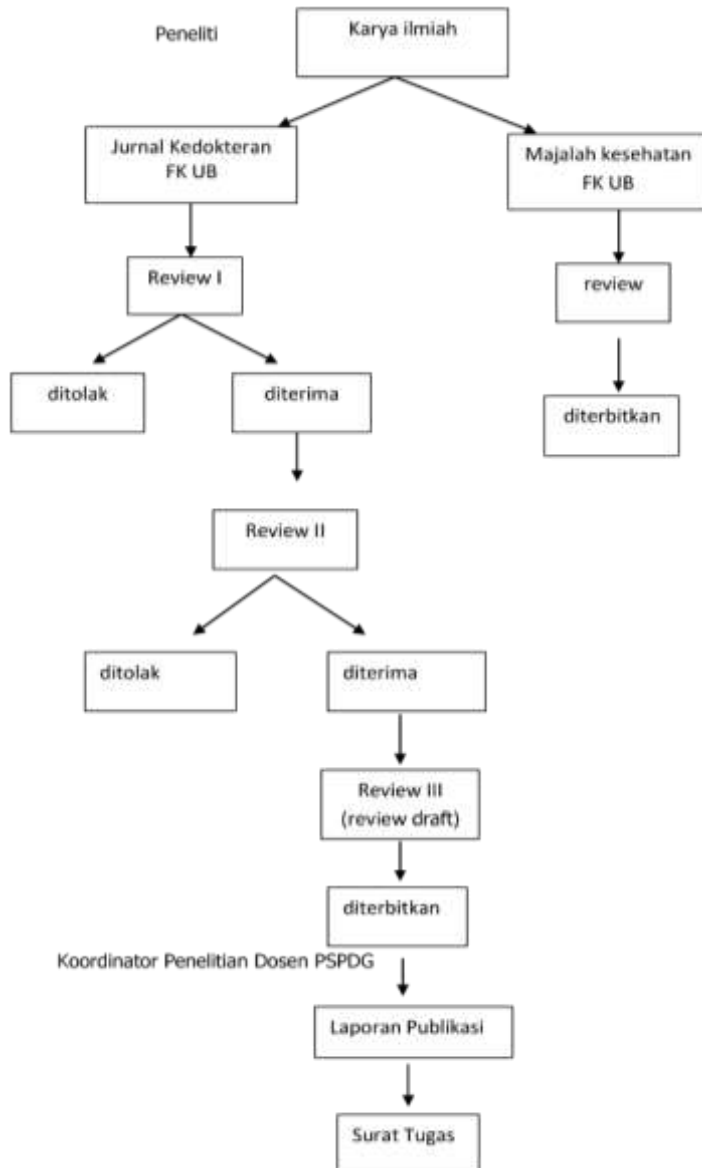 Peneliti
Karya ilmiah
Jurnal Kedokteran
FK UB
Majalah kesehatan
FK UB
Review I
review
ditolak
diterima
diterbitkan
Review II
ditolak
diterima
Review III
(review draft)
diterbitkan
Koordinator Penelitian Dosen PSPDG
Laporan Publikasi
Surat Tugas